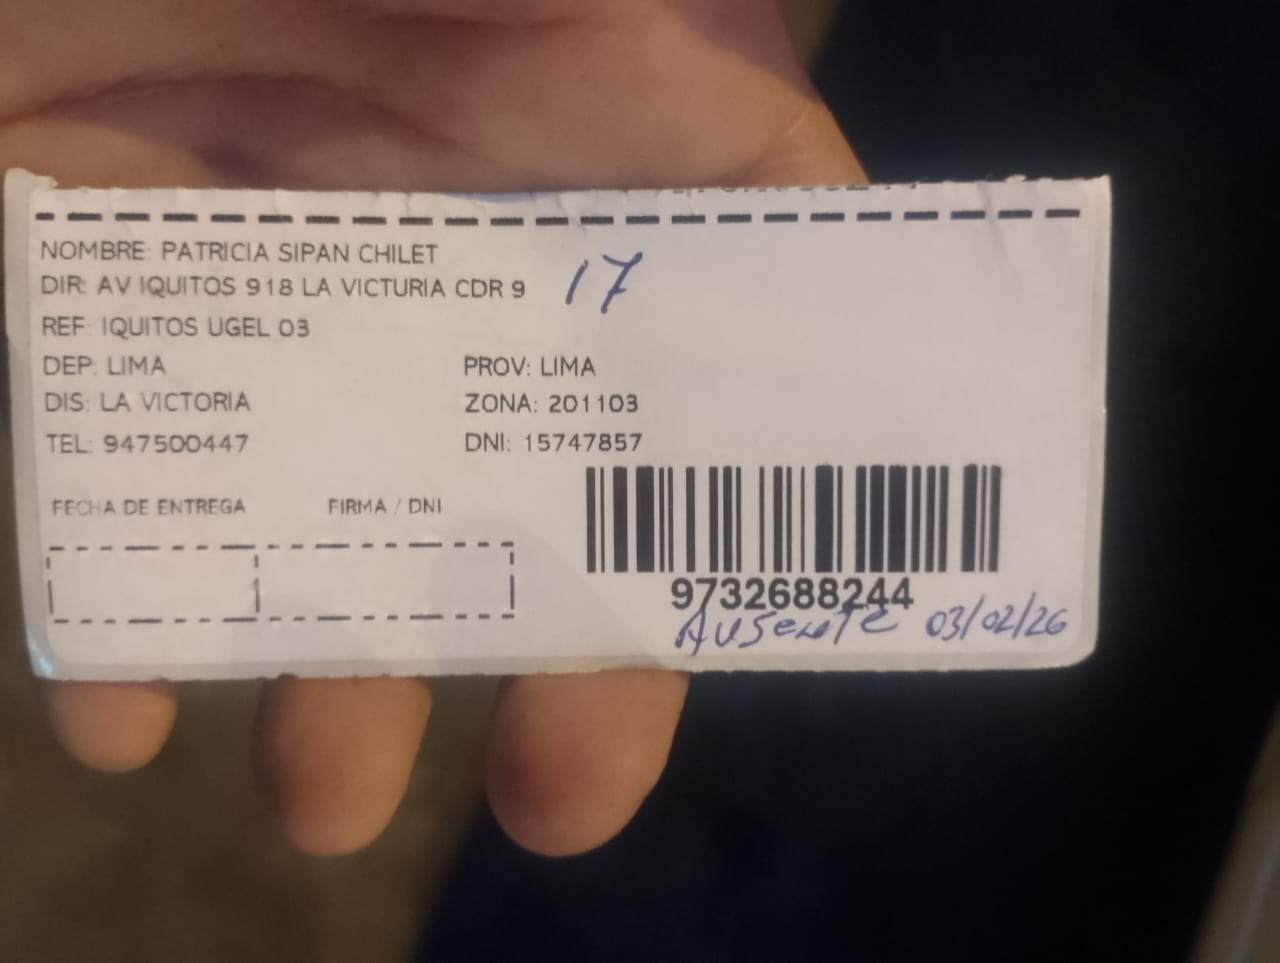 NOMBRE: PATRICIA SIPAN CHILET
DIR: AV IQUITOS 918 LA VICTURIA CDR 9
17
REF: IQUITOS UGEL 03
DEP: LIMA
PROV: LIMA
DIS: LA VICTORIA
ZONA: 201103
TEL: 947500447
DNI: 15747857
FECHA DE ENTREGA
FIRMA / DNI
9732688244
Ausente 03/02/26